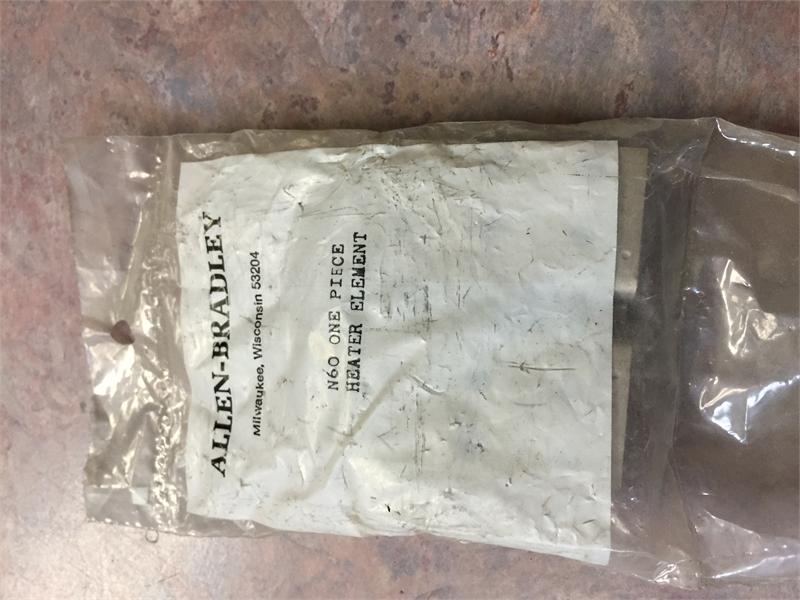 ALLEN-BRADLEY
Milwaukee, Wisconsin 53204
N60 ONE PIECE
HEATER ELEMENT